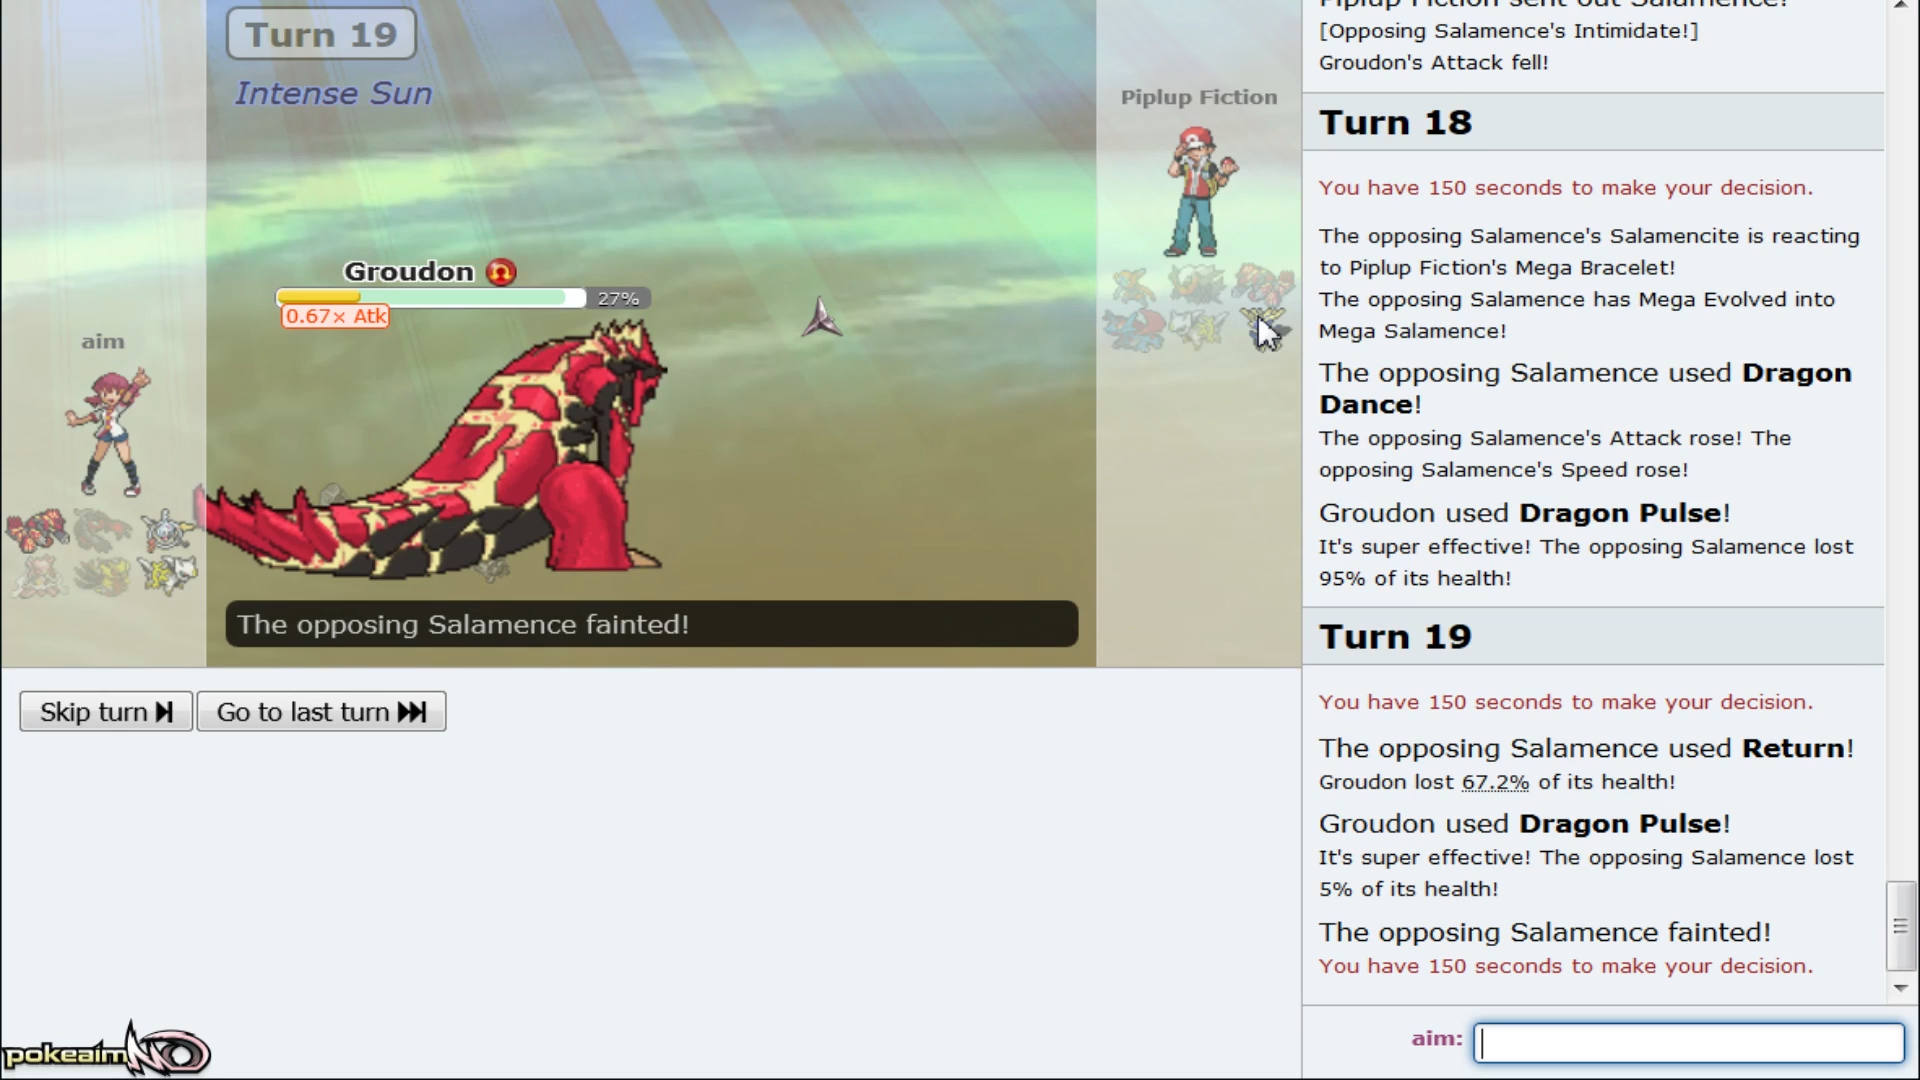 Turn 19
Intense Sun
Piplup Fiction
Groudon
27%
0.67× Atk
aim
The opposing Salamence fainted!
Skip turn
Go to last turn
pokeaim
Piplup Fiction sent out Salamence!
[Opposing Salamence's Intimidate!]
Groudon's Attack fell!
Turn 18
You have 150 seconds to make your decision.
The opposing Salamence's Salamencite is reacting
to Piplup Fiction's Mega Bracelet!
The opposing Salamence has Mega Evolved into
Mega Salamence!
The opposing Salamence used Dragon
Dance!
The opposing Salamence's Attack rose! The
opposing Salamence's Speed rose!
Groudon used Dragon Pulse!
It's super effective! The opposing Salamence lost
95% of its health!
Turn 19
You have 150 seconds to make your decision.
The opposing Salamence used Return!
Groudon lost 67.2% of its health!
Groudon used Dragon Pulse!
It's super effective! The opposing Salamence lost
5% of its health!
The opposing Salamence fainted!
You have 150 seconds to make your decision.
aim: